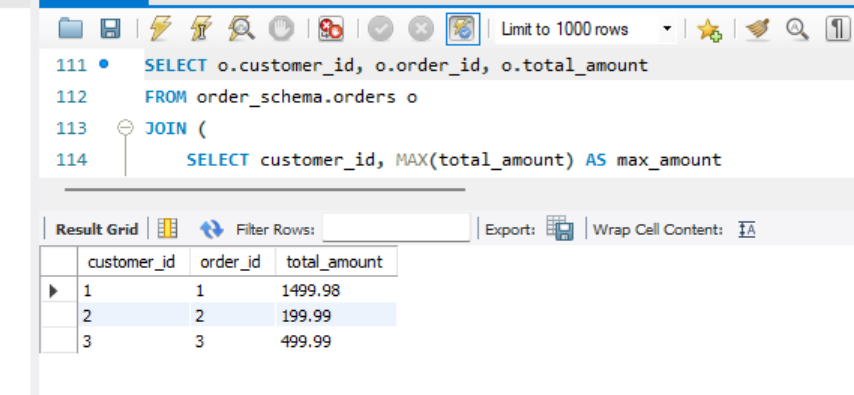 Limit to 1000 rows
111 SELECT o.customer_id, o.order_id, o.total_amount
112 FROM order_schema.orders o
113 JOIN (
114 SELECT customer_id, MAX(total_amount) AS max_amount
Result Grid Filter Rows: Export: Wrap Cell Content: IA
customer_id order_id total_amount
1 1 1499.98
2 2 199.99
3 3 499.99